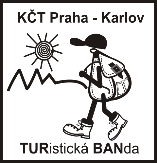 KČT Praha - Karlov
TURistická BANda